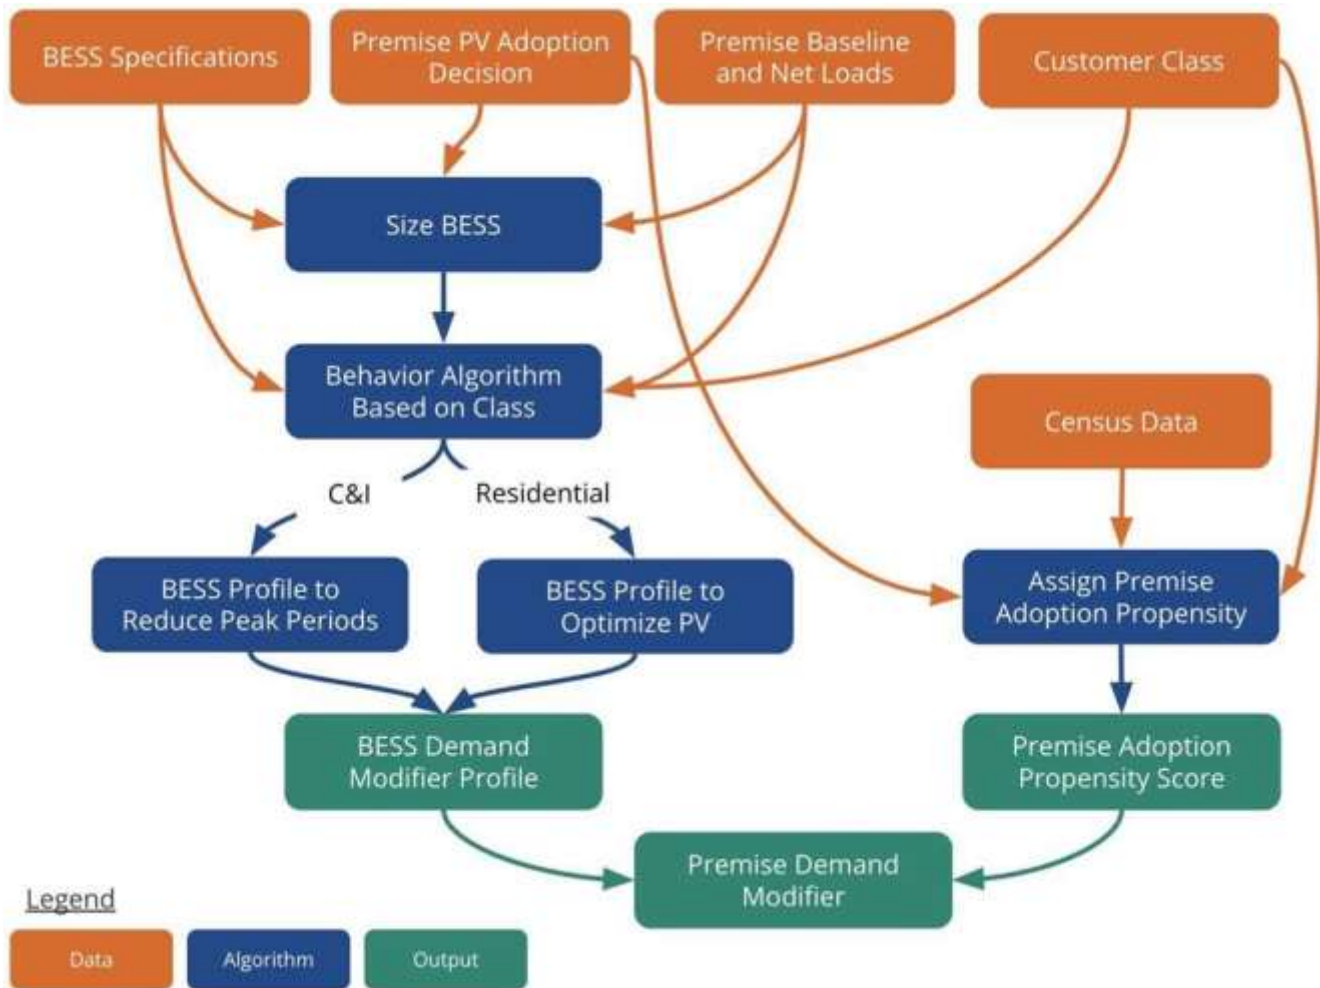 BESS Specifications
Premise PV Adoption
Decision
Premise Baseline
and Net Loads
Customer Class
Size BESS
Behavior Algorithm
Based on Class
Census Data
C&I
Residential
BESS Profile to
Reduce Peak Periods
BESS Profile to
Optimize PV
Assign Premise
Adoption Propensity
BESS Demand
Modifier Profile
Premise Adoption
Propensity Score
Premise Demand
Modifier
Legend
Data
Algorithm
Output